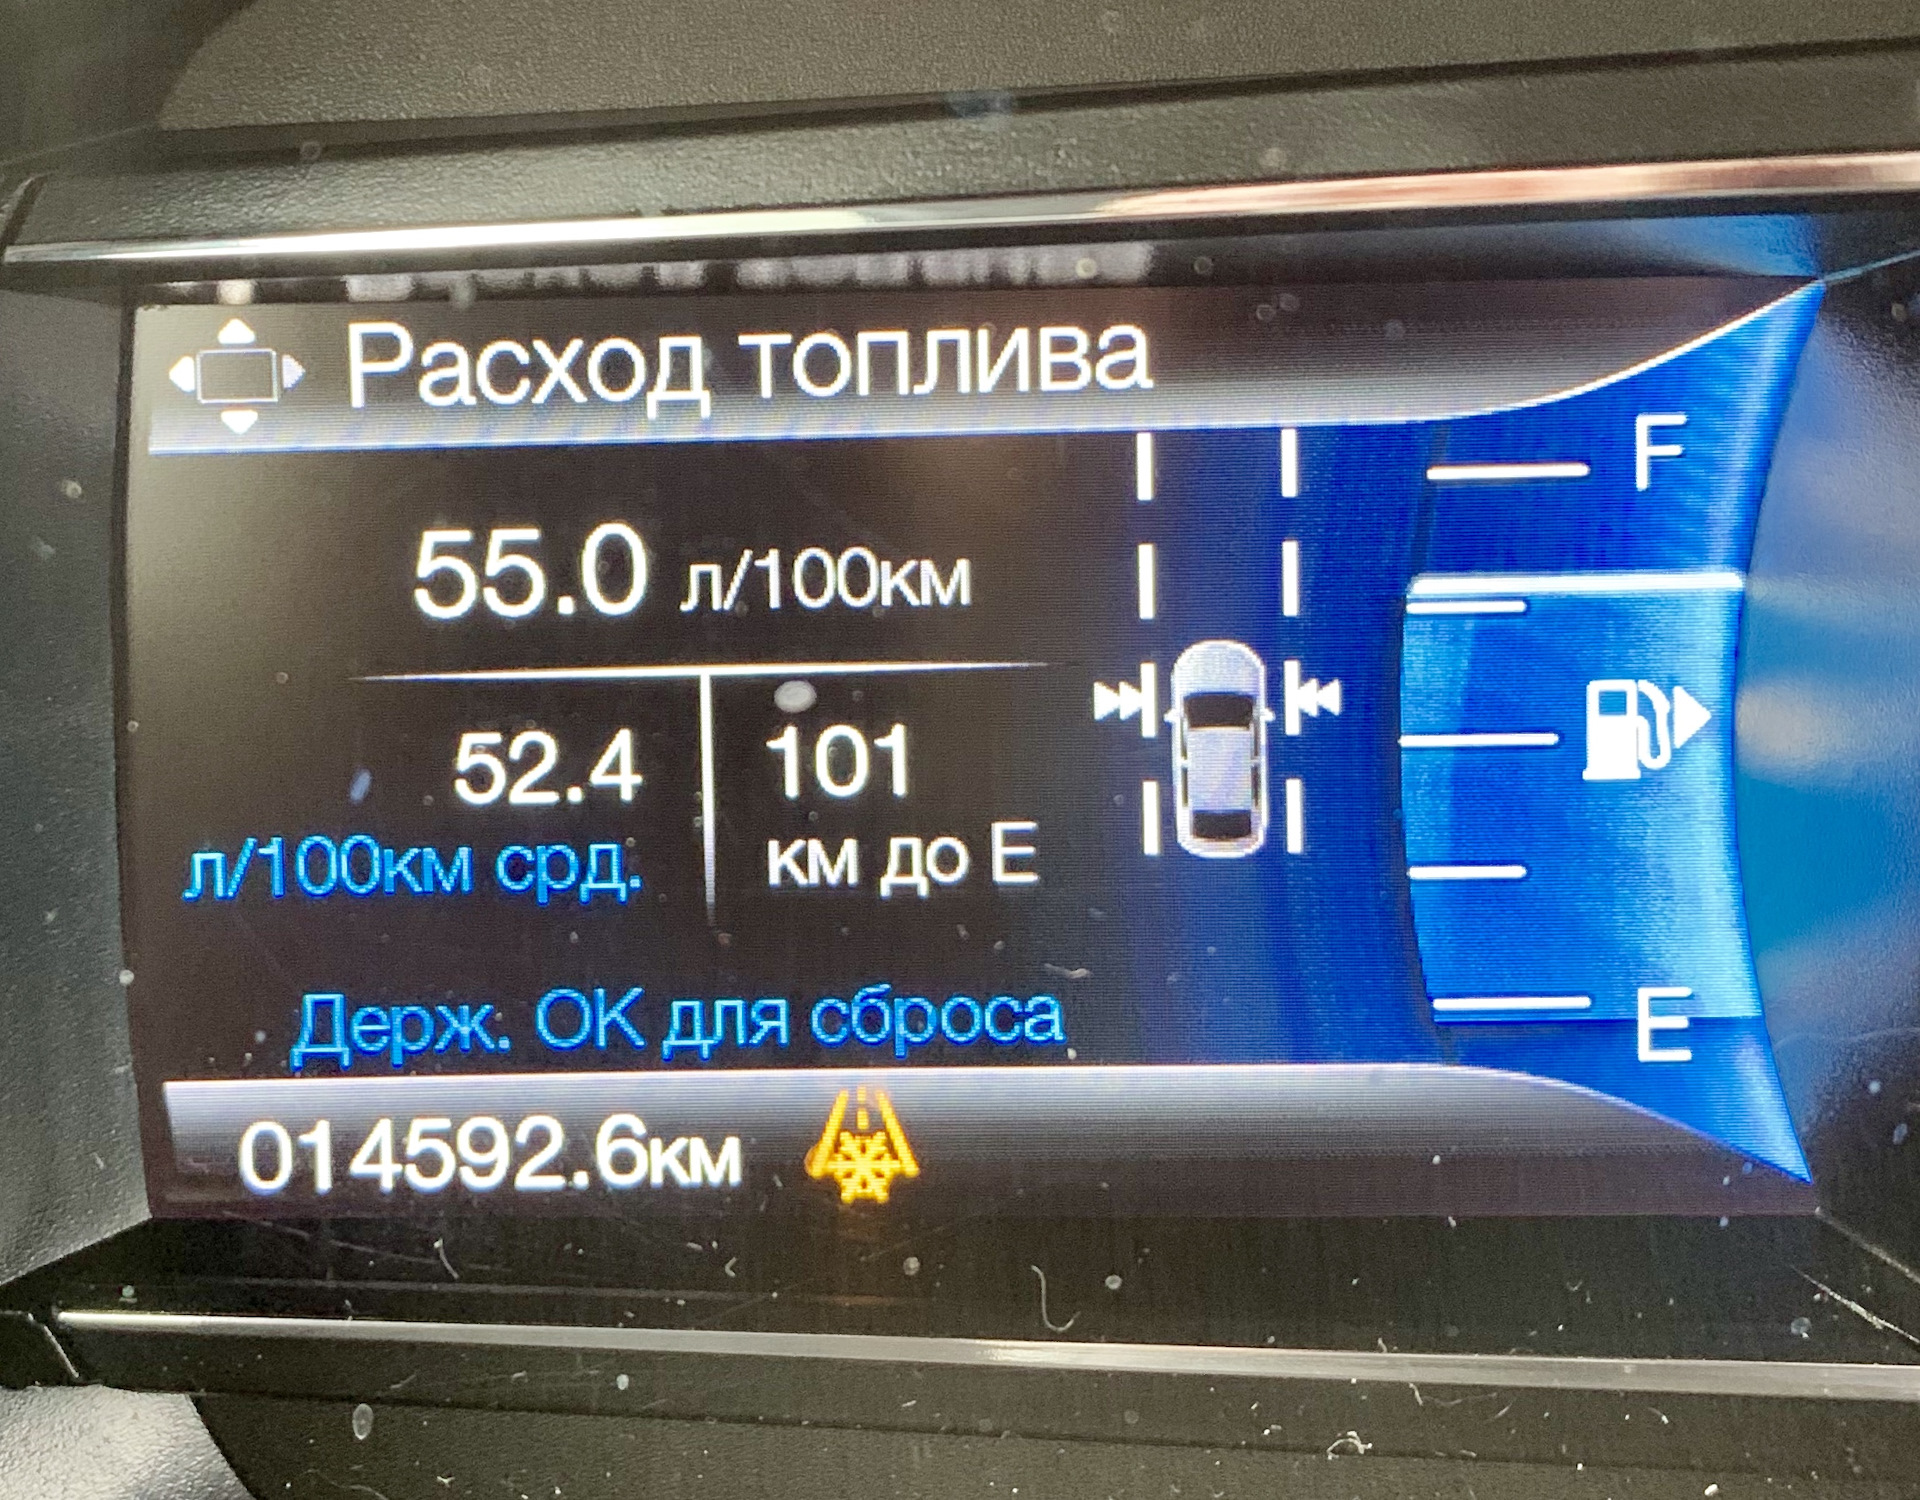 Расход топлива
55.0 л/100км
52.4
л/100км срд.
101
км до E
Держ. OK для сброса
014592.6км
F
E